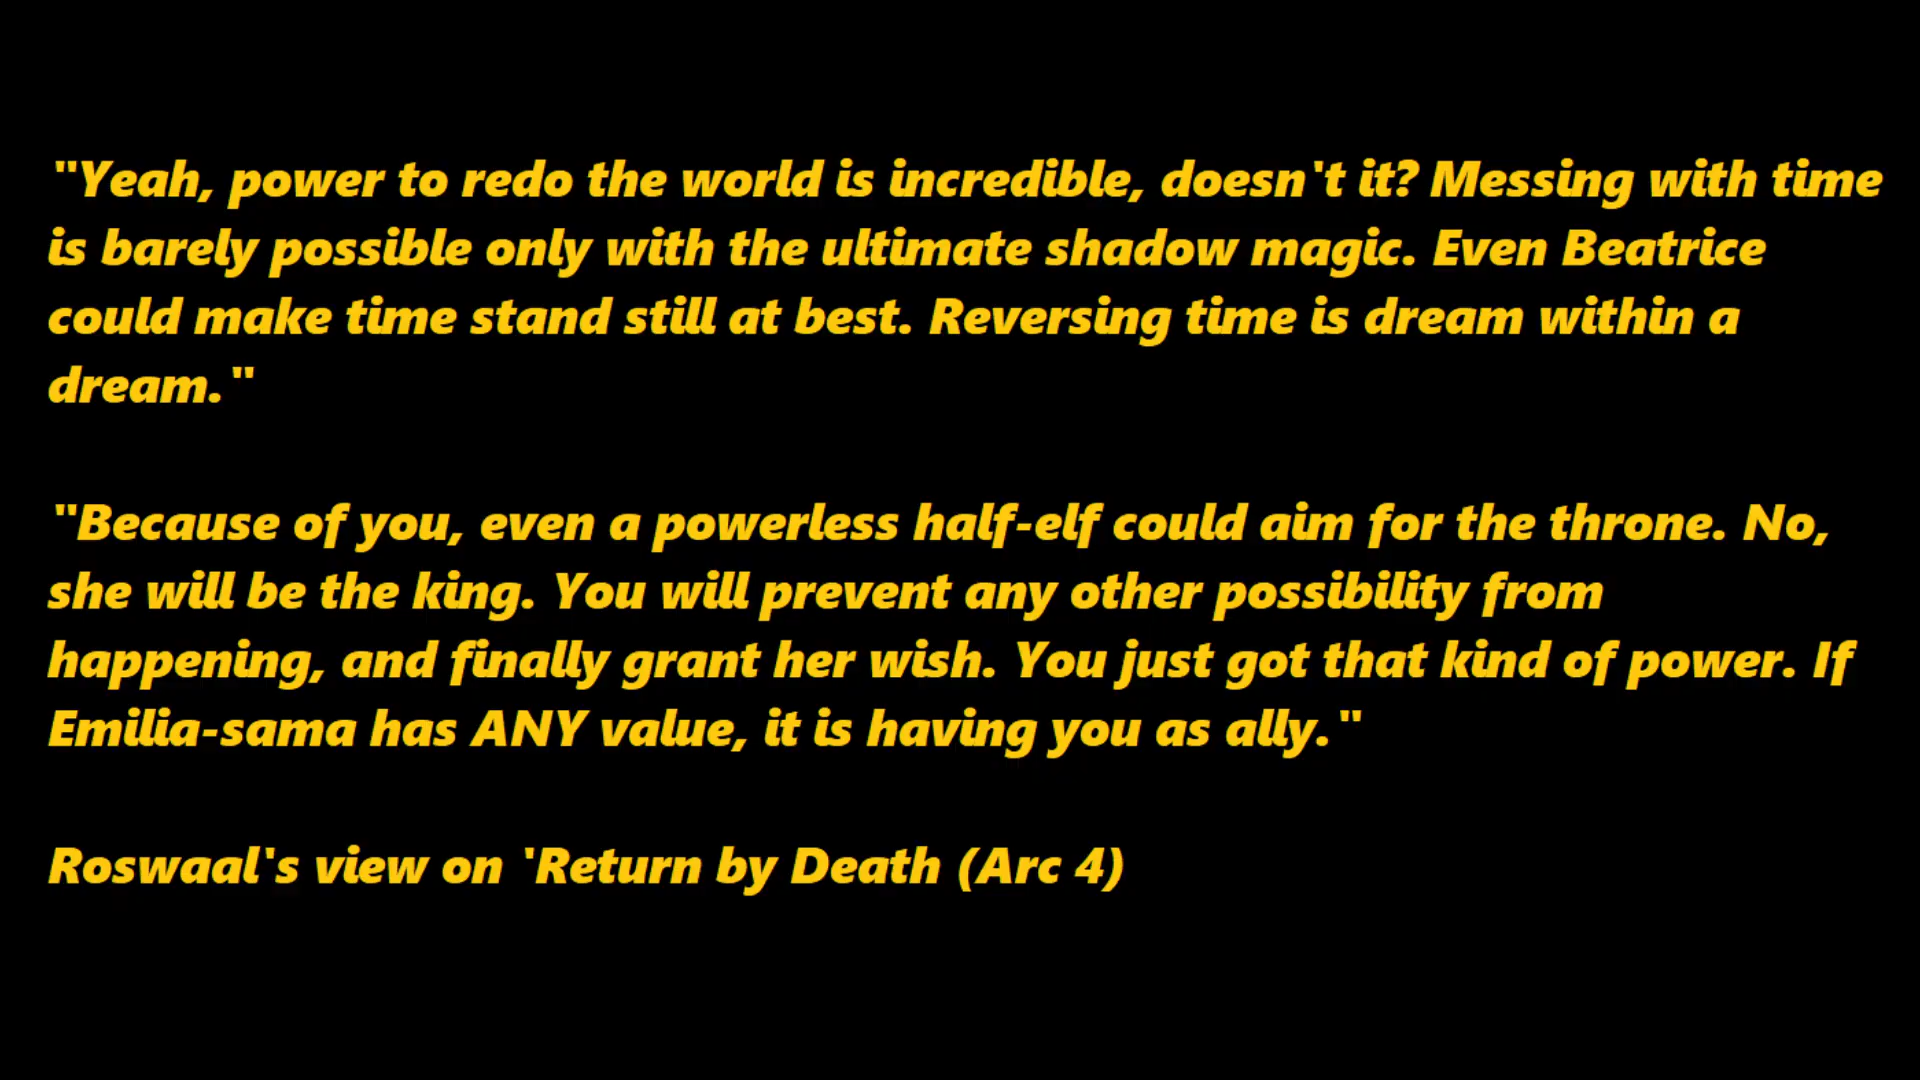 "Yeah, power to redo the world is incredible, doesn't it? Messing with time
is barely possible only with the ultimate shadow magic. Even Beatrice
could make time stand still at best. Reversing time is dream within a
dream."
"Because of you, even a powerless half-elf could aim for the throne. No,
she will be the king. You will prevent any other possibility from
happening, and finally grant her wish. You just got that kind of power. If
Emilia-sama has ANY value, it is having you as ally."
Roswaal's view on 'Return by Death (Arc 4)